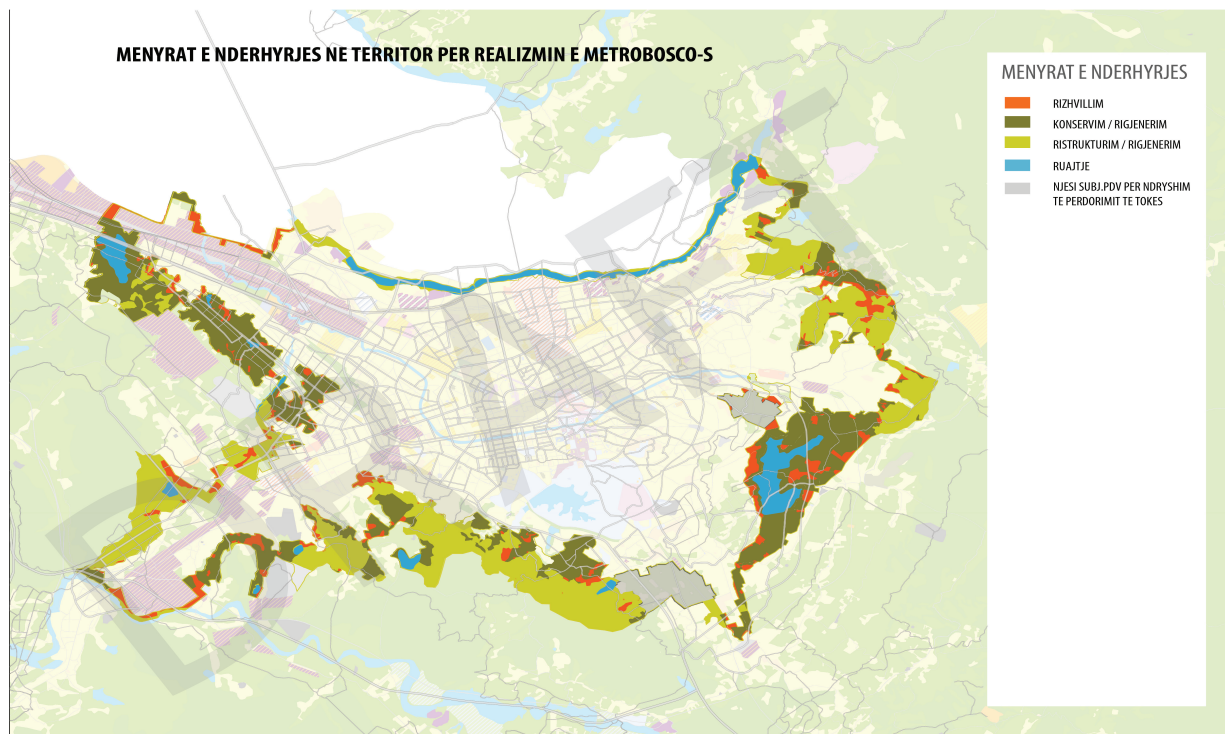 MENYRAT E NDERHYRJES NE TERRITOR PER REALIZMIN E METROBOSCO-S
MENYRAT E NDERHYRJES
RIZHVILLIM
KONSERVIM / RIGJENERIM
RISTRUKTURIM / RIGJENERIM
RUAJTJE
NJESI SUBJ.PDV PER NDRYSHIM
TE PERDORIMIT TE TOKES